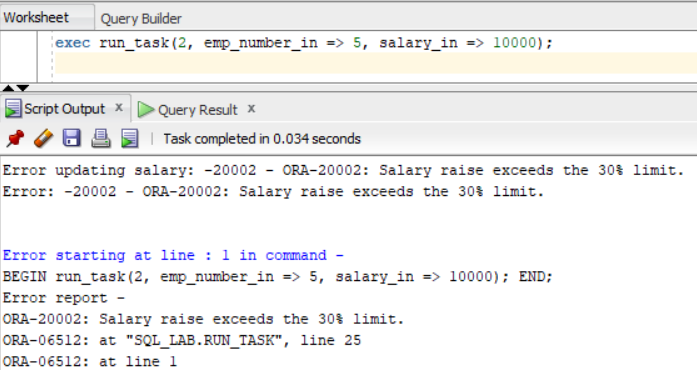 Worksheet Query Builder
exec run_task(2, emp_number_in => 5, salary_in => 10000);
Script Output x Query Result x
Task completed in 0.034 seconds
Error updating salary: -20002 - ORA-20002: Salary raise exceeds the 30% limit.
Error: -20002 - ORA-20002: Salary raise exceeds the 30% limit.
Error starting at line : 1 in command -
BEGIN run_task(2, emp_number_in => 5, salary_in => 10000); END;
Error report -
ORA-20002: Salary raise exceeds the 30% limit.
ORA-06512: at "SQL_LAB.RUN_TASK", line 25
ORA-06512: at line 1